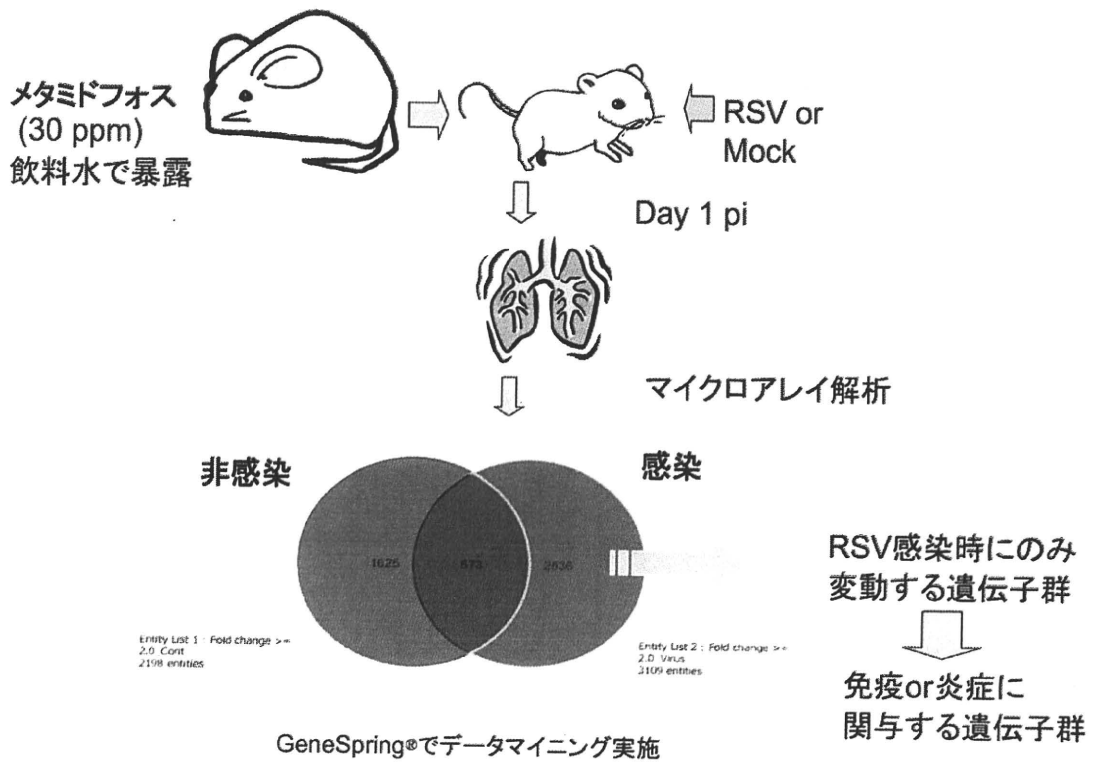 メタミドフォス
(30 ppm)
飲料水で暴露
RSV or
Mock
Day 1 pi
マイクロアレイ解析
非感染
感染
1625
573
2536
RSV感染時にのみ
変動する遺伝子群
Entity List 1 : Fold change >=
2.0 Cont
2198 entities
Entity List 2 : Fold change >=
2.0 Virus
3109 entities
免疫or炎症に
関与する遺伝子群
GeneSpring®でデータマイニング実施